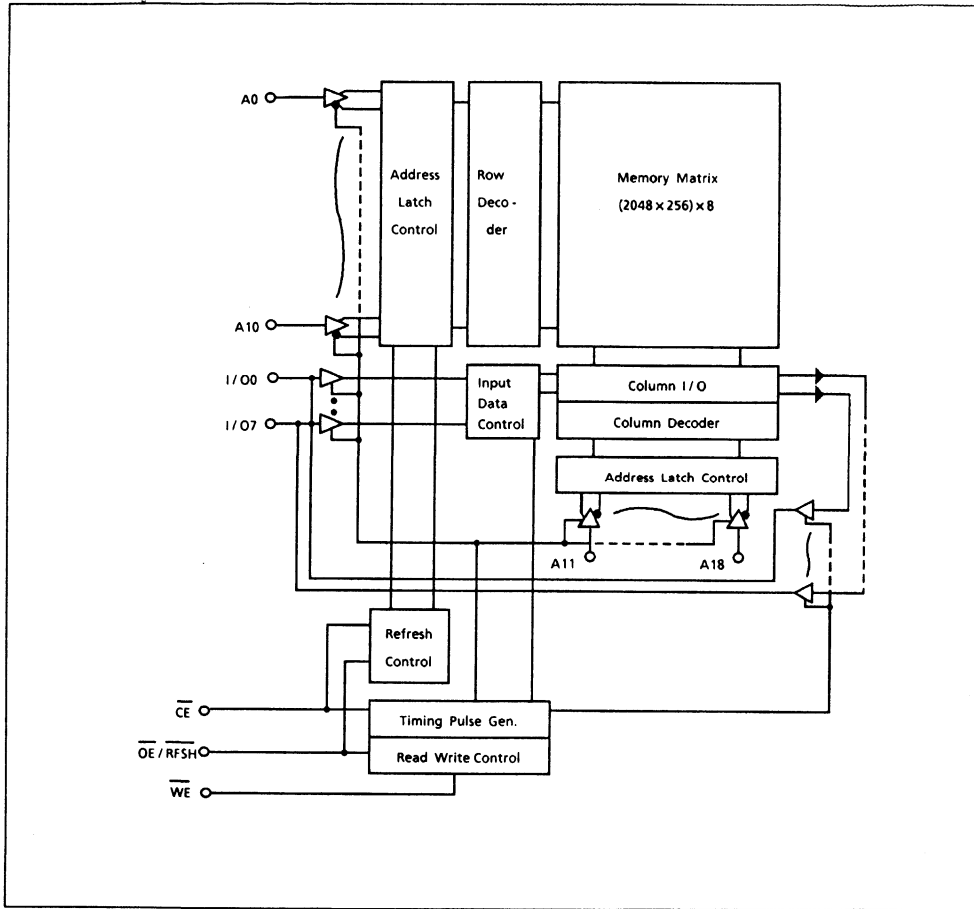 A0
Address
Latch
Control
Row
Deco -
der
Memory Matrix
(2048 × 256) × 8
A10
I / O0
I / O7
Input
Data
Control
Column I / O
Column Decoder
Address Latch Control
A11
A18
Refresh
Control
CE
Timing Pulse Gen.
OE / RFSH
Read Write Control
WE